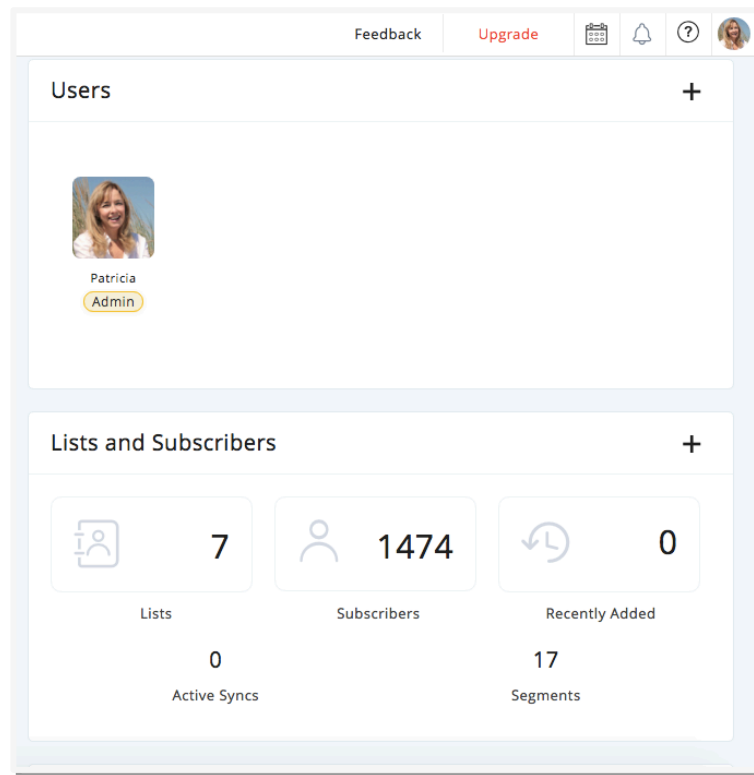 Feedback Upgrade ?
Users +
Patricia
Admin
Lists and Subscribers +
7 1474 0
Lists Subscribers Recently Added
0 17
Active Syncs Segments